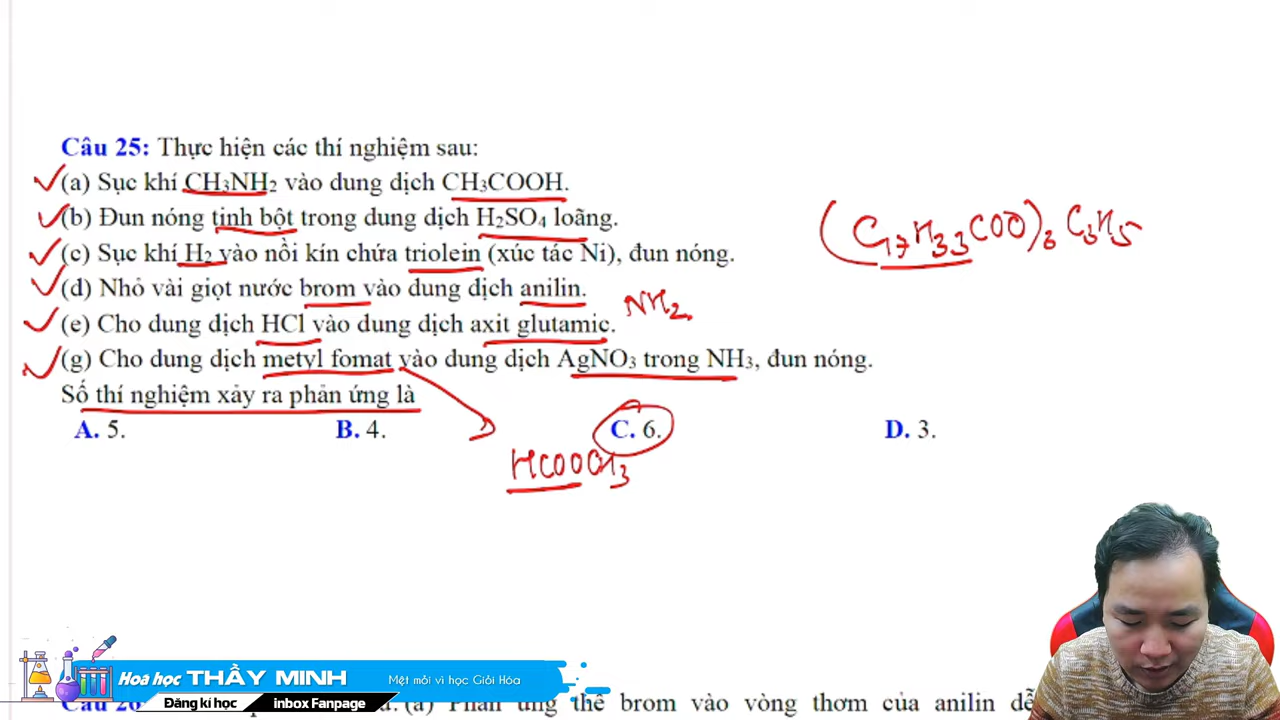 Câu 25: Thực hiện các thí nghiệm sau:
(a) Sục khí CH₃NH₂ vào dung dịch CH₃COOH.
(b) Đun nóng tinh bột trong dung dịch H₂SO₄ loãng.
(c) Sục khí H₂ vào nồi kín chứa triolein (xúc tác Ni), đun nóng.
(d) Nhỏ vài giọt nước brom vào dung dịch anilin.
(e) Cho dung dịch HCl vào dung dịch axit glutamic.
(g) Cho dung dịch metyl fomat vào dung dịch AgNO₃ trong NH₃, đun nóng.
Số thí nghiệm xảy ra phản ứng là
A. 5. B. 4. C. 6. D. 3.
(C₁₇H₃₃COO)₃C₃H₅
NH₂
HCOOCH₃
Hoá học THẦY MINH
Mệt mỏi vì học Giỏi Hóa
Đăng kí học inbox Fanpage
(a) Phản ứng thế brom vào vòng thơm của anilin dễ